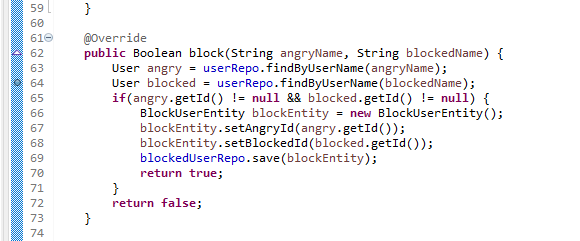 59 }
60
61 @Override
62 public Boolean block(String angryName, String blockedName) {
63 User angry = userRepo.findByUserName(angryName);
64 User blocked = userRepo.findByUserName(blockedName);
65 if(angry.getId() != null && blocked.getId() != null) {
66 BlockUserEntity blockEntity = new BlockUserEntity();
67 blockEntity.setAngryId(angry.getId());
68 blockEntity.setBlockedId(blocked.getId());
69 blockedUserRepo.save(blockEntity);
70 return true;
71 }
72 return false;
73 }
74